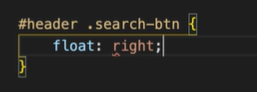 #header .search-btn {
    float: right;
}